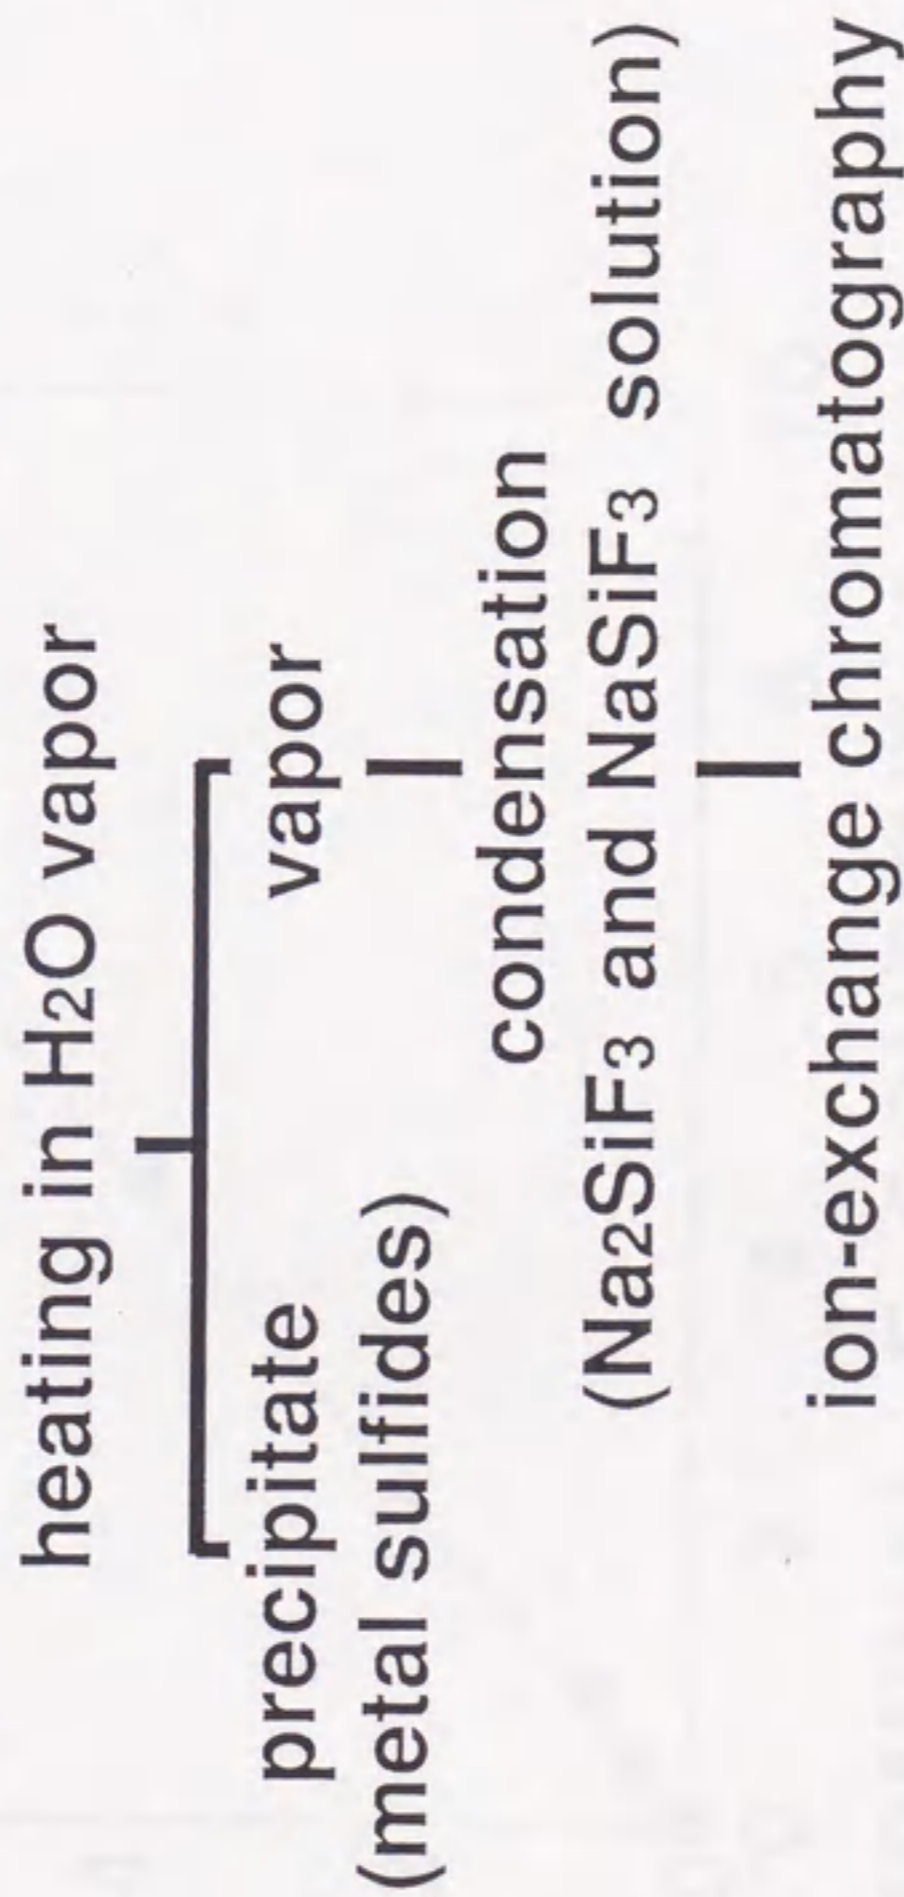 heating in H2O vapor
precipitate
(metal sulfides)
vapor
condensation
(Na2SiF3 and NaSiF3 solution)
ion-exchange chromatography